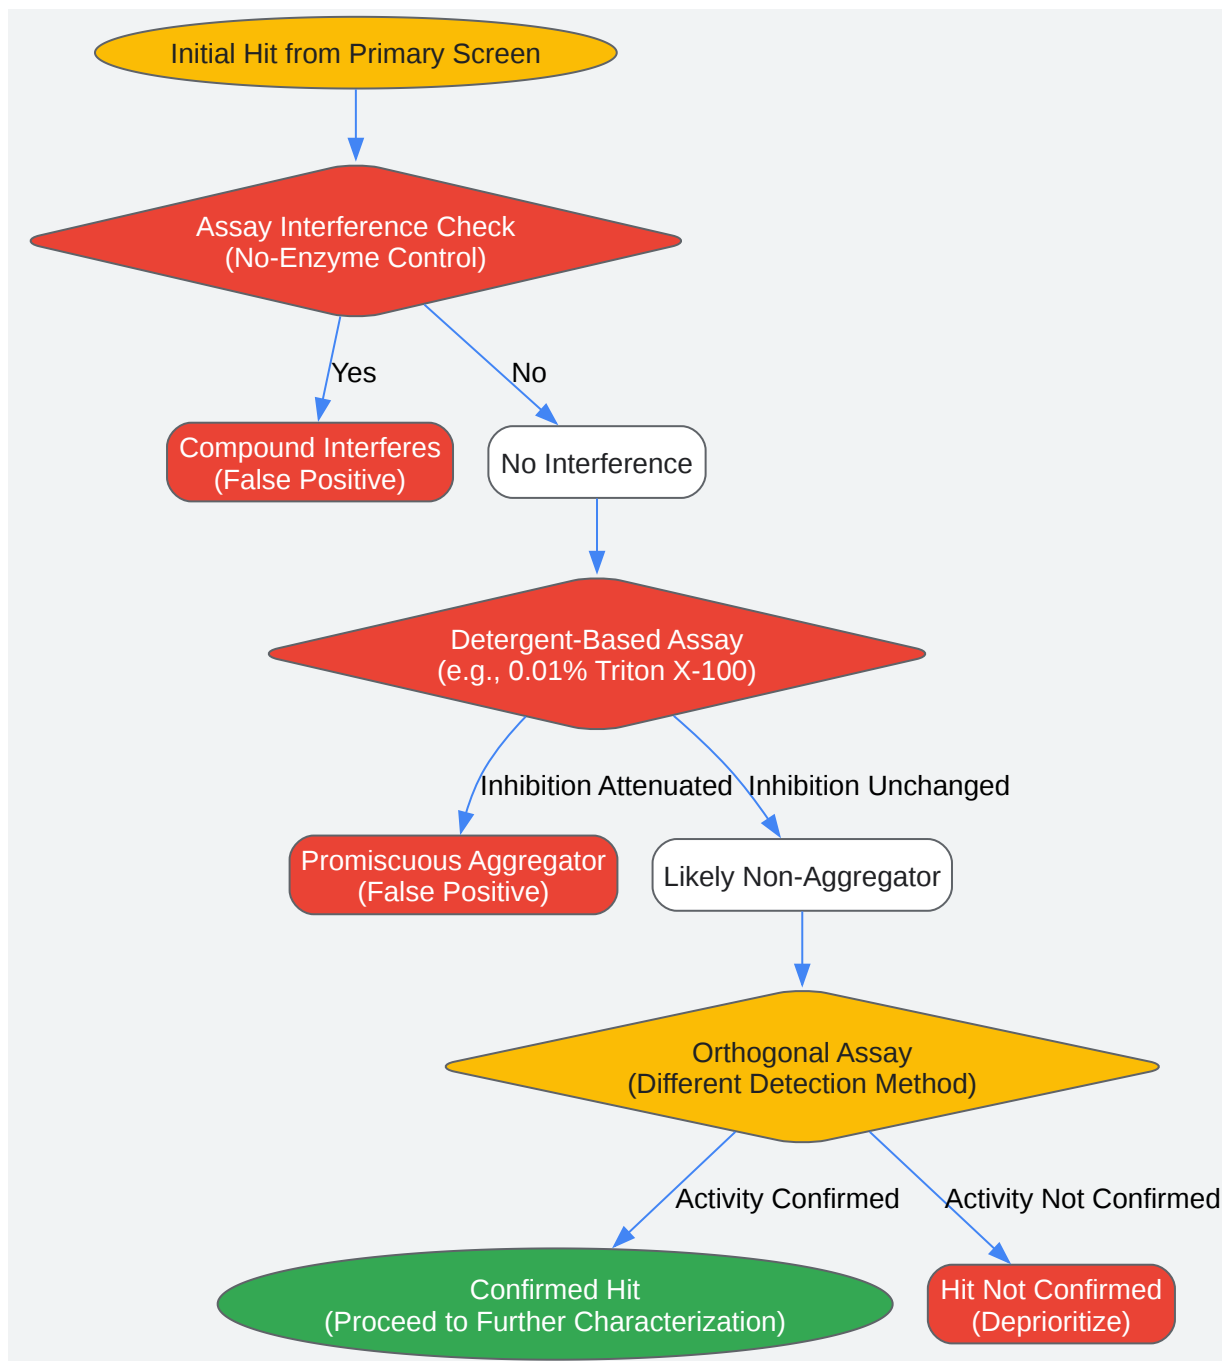 Initial Hit from Primary Screen
Assay Interference Check
(No-Enzyme Control)
Yes
No
Compound Interferes
(False Positive)
No Interference
Detergent-Based Assay
(e.g., 0.01% Triton X-100)
Inhibition Attenuated
Inhibition Unchanged
Promiscuous Aggregator
(False Positive)
Likely Non-Aggregator
Orthogonal Assay
(Different Detection Method)
Activity Confirmed
Activity Not Confirmed
Confirmed Hit
(Proceed to Further Characterization)
Hit Not Confirmed
(Deprioritize)